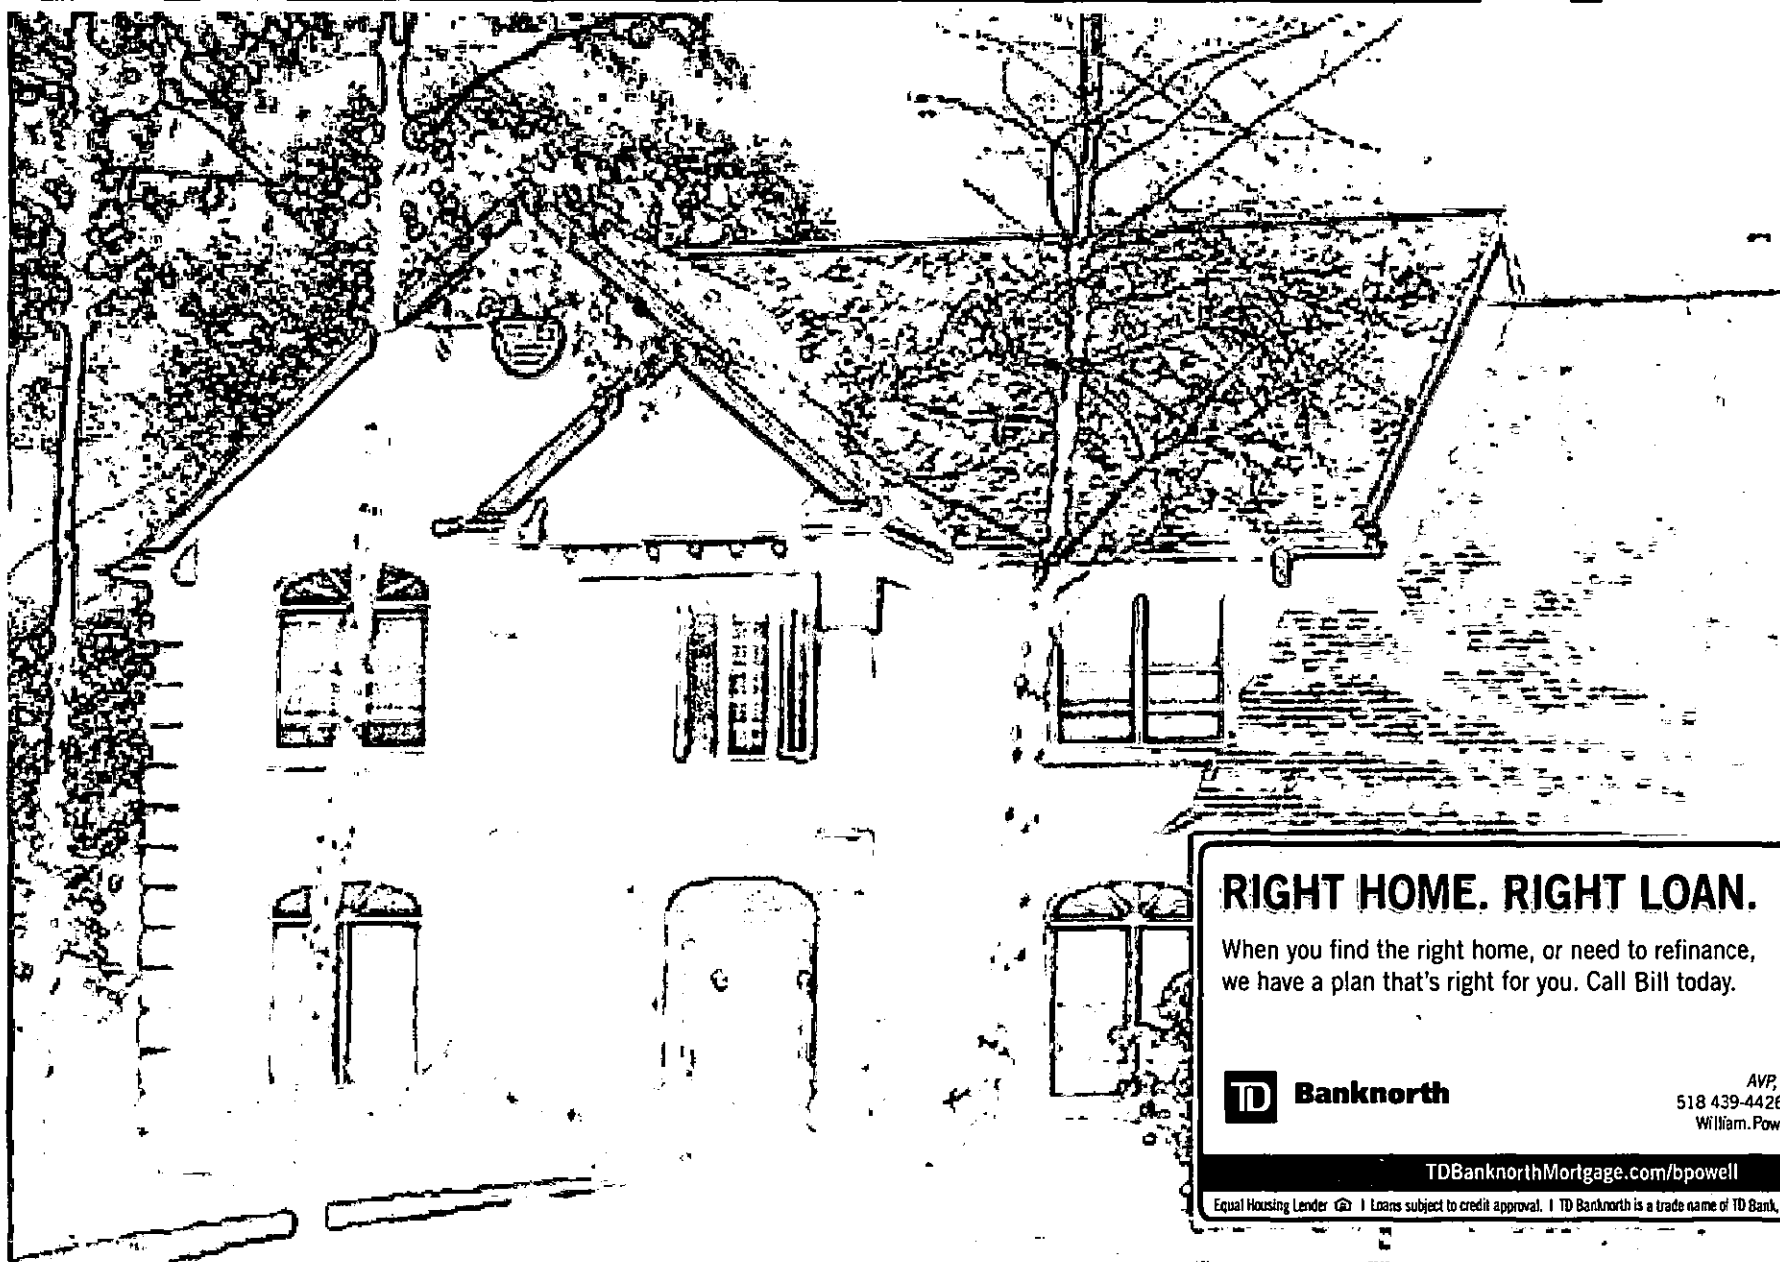 RIGHT HOME. RIGHT LOAN.
When you find the right home, or need to refinance,
we have a plan that's right for you. Call Bill today.
TD Banknorth
AVP,
518 439-4426
William.Pow
TDBanknorthMortgage.com/bpowell
Equal Housing Lender | Loans subject to credit approval. | TD Banknorth is a trade name of TD Bank,